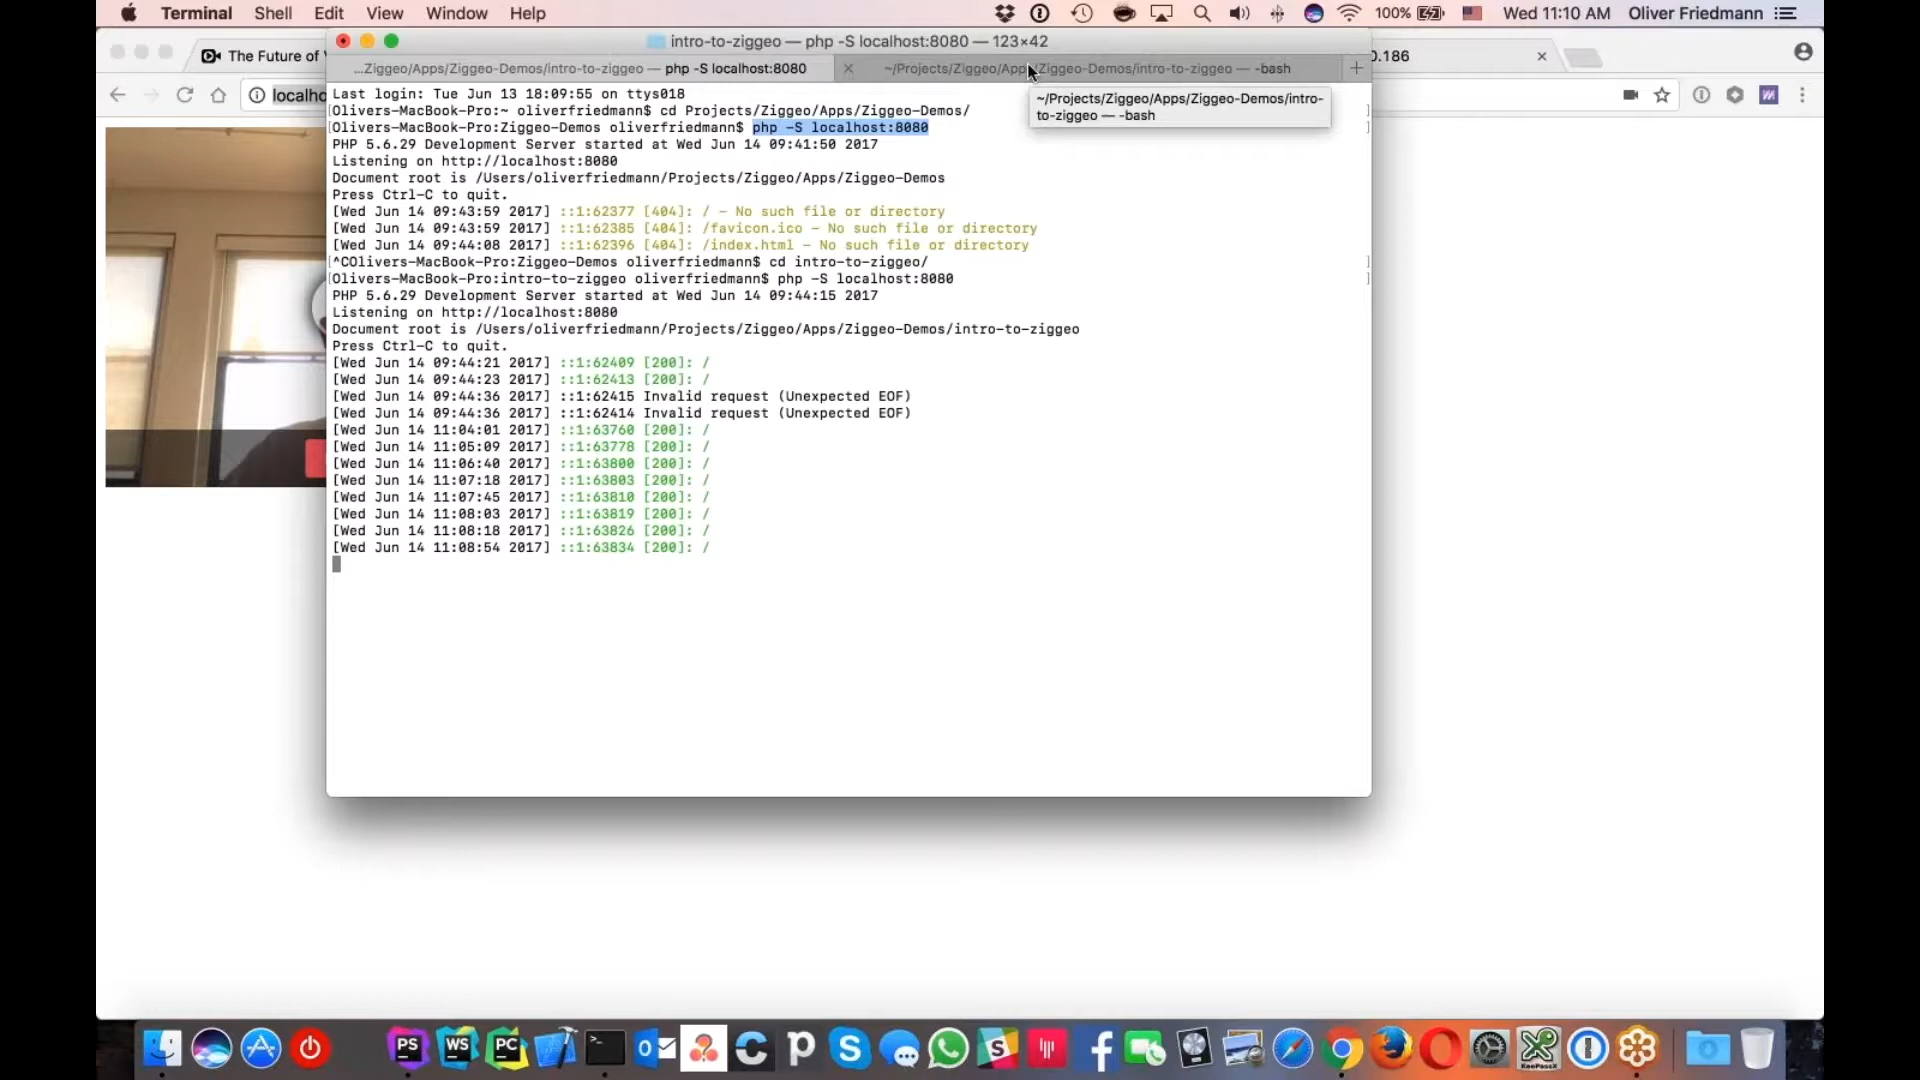 Terminal Shell Edit View Window Help 100% Wed 11:10 AM Oliver Friedmann
intro-to-ziggeo — php -S localhost:8080 — 123×42
The Future of
0.186
...Ziggeo/Apps/Ziggeo-Demos/intro-to-ziggeo — php -S localhost:8080
~/Projects/Ziggeo/Apps/Ziggeo-Demos/intro-to-ziggeo — -bash
localho
~/Projects/Ziggeo/Apps/Ziggeo-Demos/intro-
to-ziggeo — -bash
Last login: Tue Jun 13 18:09:55 on ttys018
[Olivers-MacBook-Pro:~ oliverfriedmann$ cd Projects/Ziggeo/Apps/Ziggeo-Demos/ ]
[Olivers-MacBook-Pro:Ziggeo-Demos oliverfriedmann$ php -S localhost:8080 ]
PHP 5.6.29 Development Server started at Wed Jun 14 09:41:50 2017
Listening on http://localhost:8080
Document root is /Users/oliverfriedmann/Projects/Ziggeo/Apps/Ziggeo-Demos
Press Ctrl-C to quit.
[Wed Jun 14 09:43:59 2017] ::1:62377 [404]: / - No such file or directory
[Wed Jun 14 09:43:59 2017] ::1:62385 [404]: /favicon.ico - No such file or directory
[Wed Jun 14 09:44:08 2017] ::1:62396 [404]: /index.html - No such file or directory
[^COlivers-MacBook-Pro:Ziggeo-Demos oliverfriedmann$ cd intro-to-ziggeo/ ]
[Olivers-MacBook-Pro:intro-to-ziggeo oliverfriedmann$ php -S localhost:8080 ]
PHP 5.6.29 Development Server started at Wed Jun 14 09:44:15 2017
Listening on http://localhost:8080
Document root is /Users/oliverfriedmann/Projects/Ziggeo/Apps/Ziggeo-Demos/intro-to-ziggeo
Press Ctrl-C to quit.
[Wed Jun 14 09:44:21 2017] ::1:62409 [200]: /
[Wed Jun 14 09:44:23 2017] ::1:62413 [200]: /
[Wed Jun 14 09:44:36 2017] ::1:62415 Invalid request (Unexpected EOF)
[Wed Jun 14 09:44:36 2017] ::1:62414 Invalid request (Unexpected EOF)
[Wed Jun 14 11:04:01 2017] ::1:63760 [200]: /
[Wed Jun 14 11:05:09 2017] ::1:63778 [200]: /
[Wed Jun 14 11:06:40 2017] ::1:63800 [200]: /
[Wed Jun 14 11:07:18 2017] ::1:63803 [200]: /
[Wed Jun 14 11:07:45 2017] ::1:63810 [200]: /
[Wed Jun 14 11:08:03 2017] ::1:63819 [200]: /
[Wed Jun 14 11:08:18 2017] ::1:63826 [200]: /
[Wed Jun 14 11:08:54 2017] ::1:63834 [200]: /
PS WS PC
KeePassX